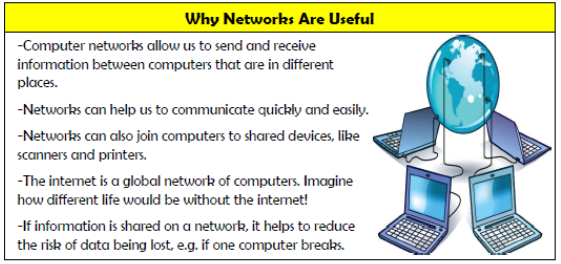 Why Networks Are Useful
-Computer networks allow us to send and receive
information between computers that are in different
places.
-Networks can help us to communicate quickly and easily.
-Networks can also join computers to shared devices, like
scanners and printers.
-The internet is a global network of computers. Imagine
how different life would be without the internet!
-If information is shared on a network, it helps to reduce
the risk of data being lost, e.g. if one computer breaks.